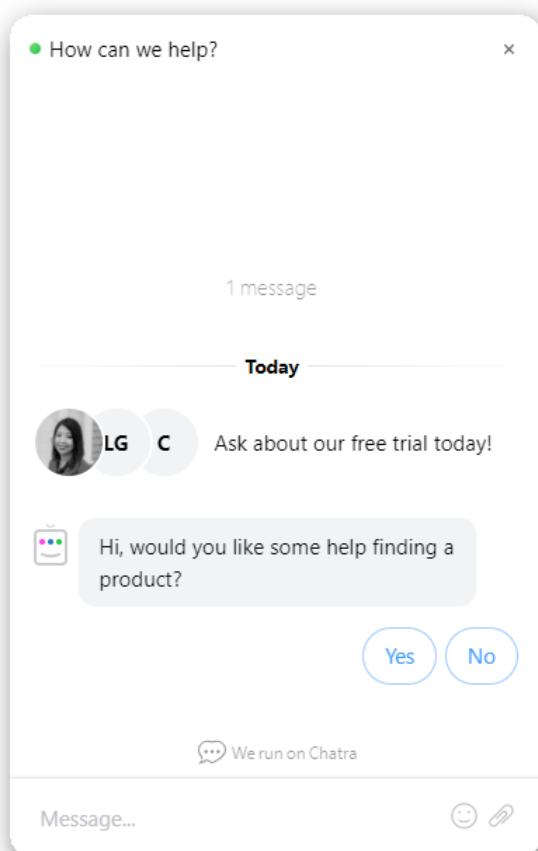 How can we help?
1 message
Today
LG C Ask about our free trial today!
Hi, would you like some help finding a
product?
Yes No
We run on Chatra
Message...